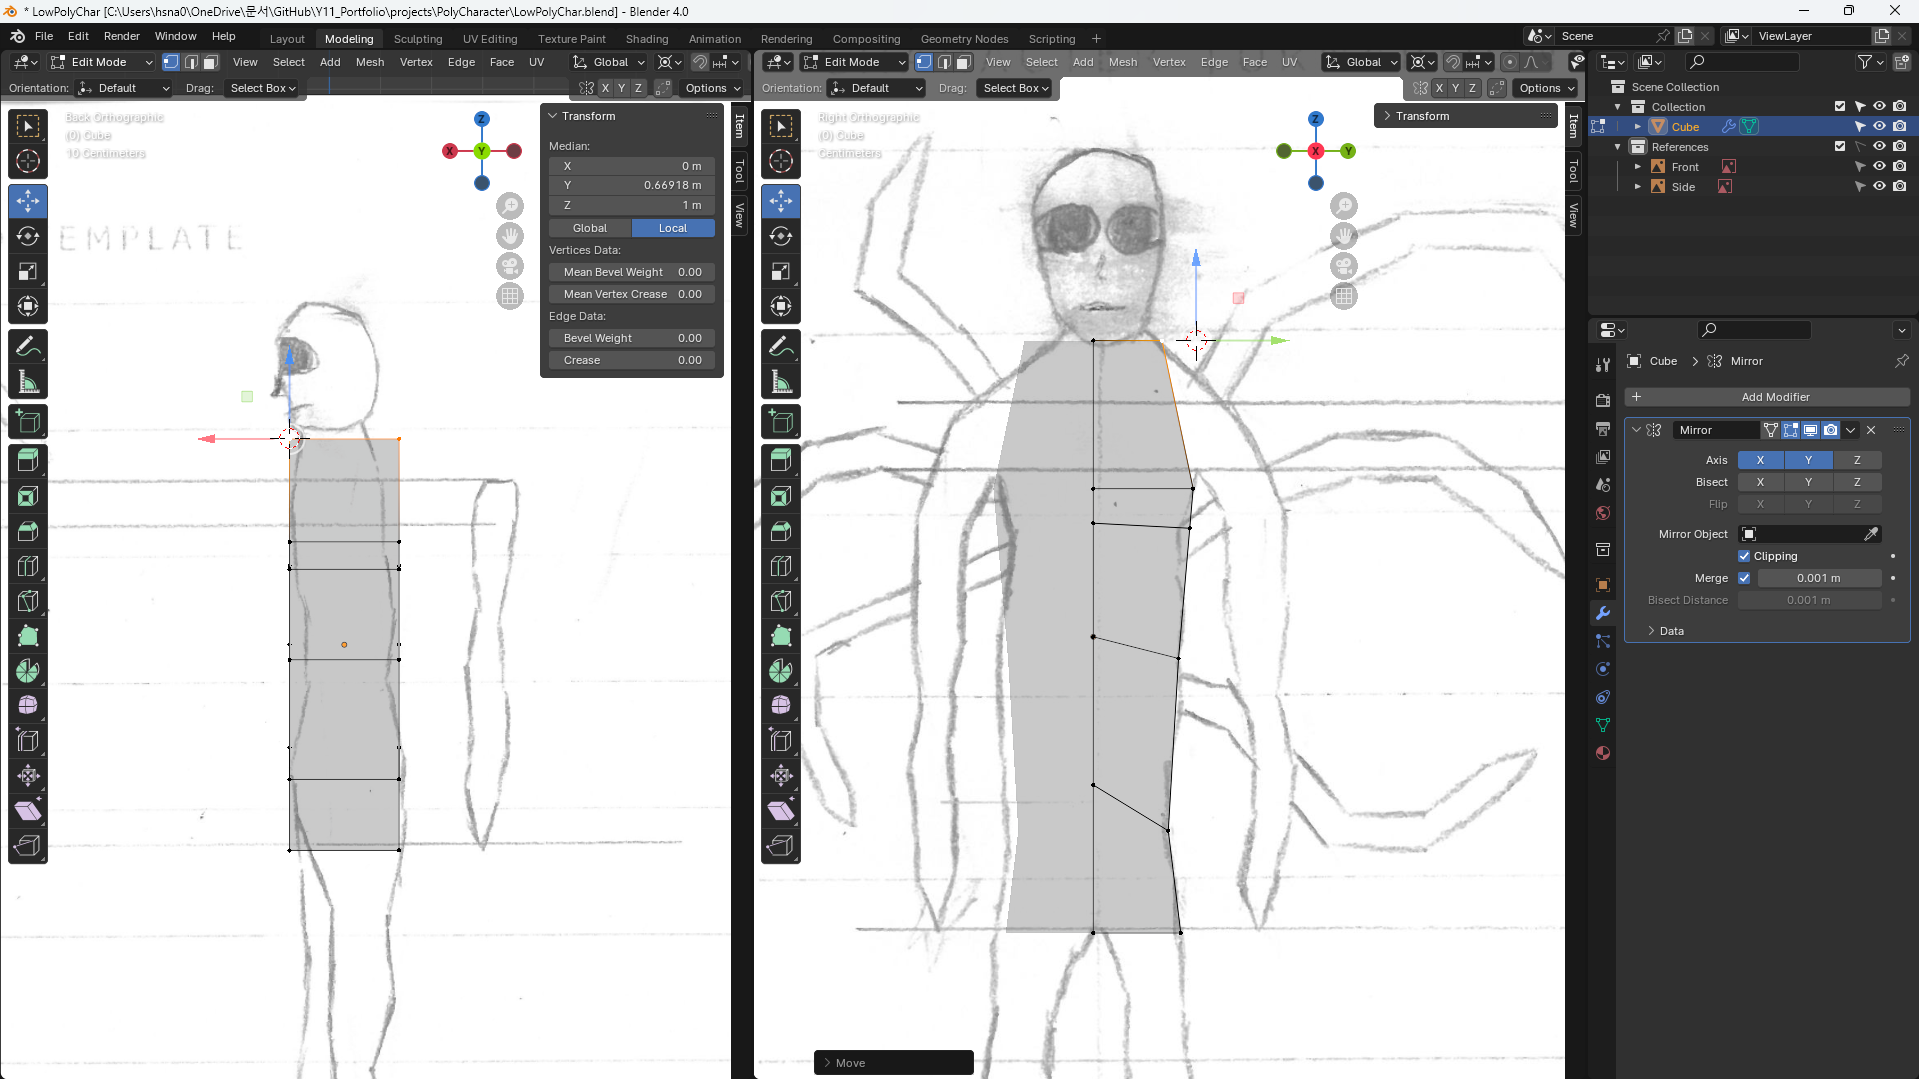 * LowPolyChar [C:\Users\hsna0\OneDrive\문서\GitHub\Y11_Portfolio\projects\PolyCharacter\LowPolyChar.blend] - Blender 4.0
File Edit Render Window Help
Layout Modeling Sculpting UV Editing Texture Paint Shading Animation Rendering Compositing Geometry Nodes Scripting +
Scene
ViewLayer
Edit Mode View Select Add Mesh Vertex Edge Face UV Global
Orientation: Default Drag: Select Box X Y Z Options
Back Orthographic
(0) Cube
10 Centimeters
EMPLATE
Z
X Y
Transform
Median:
X 0 m
Y 0.66918 m
Z 1 m
Global Local
Vertices Data:
Mean Bevel Weight 0.00
Mean Vertex Crease 0.00
Edge Data:
Bevel Weight 0.00
Crease 0.00
Item
Tool
View
Edit Mode View Select Add Mesh Vertex Edge Face UV Global
Orientation: Default Drag: Select Box X Y Z Options
Right Orthographic
(0) Cube
Centimeters
Z
X Y
Transform
Item
Tool
View
Move
Scene Collection
Collection
Cube
References
Front
Side
Cube > Mirror
+ Add Modifier
Mirror
Axis X Y Z
Bisect X Y Z
Flip X Y Z
Mirror Object
Clipping
Merge 0.001 m
Bisect Distance 0.001 m
Data